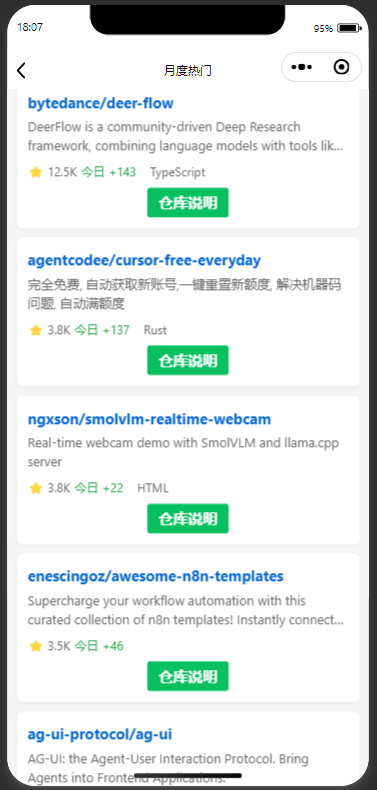 18:07
95%
月度热门
bytedance/deer-flow
DeerFlow is a community-driven Deep Research
framework, combining language models with tools lik...
12.5K 今日 +143 TypeScript
仓库说明
agentcodee/cursor-free-everyday
完全免费, 自动获取新账号,一键重置新额度, 解决机器码
问题, 自动满额度
3.8K 今日 +137 Rust
仓库说明
ngxson/smolvlm-realtime-webcam
Real-time webcam demo with SmolVLM and llama.cpp
server
3.8K 今日 +22 HTML
仓库说明
enescingoz/awesome-n8n-templates
Supercharge your workflow automation with this
curated collection of n8n templates! Instantly connect...
3.5K 今日 +46
仓库说明
ag-ui-protocol/ag-ui
AG-UI: the Agent-User Interaction Protocol. Bring
Agents into Frontend Applications.